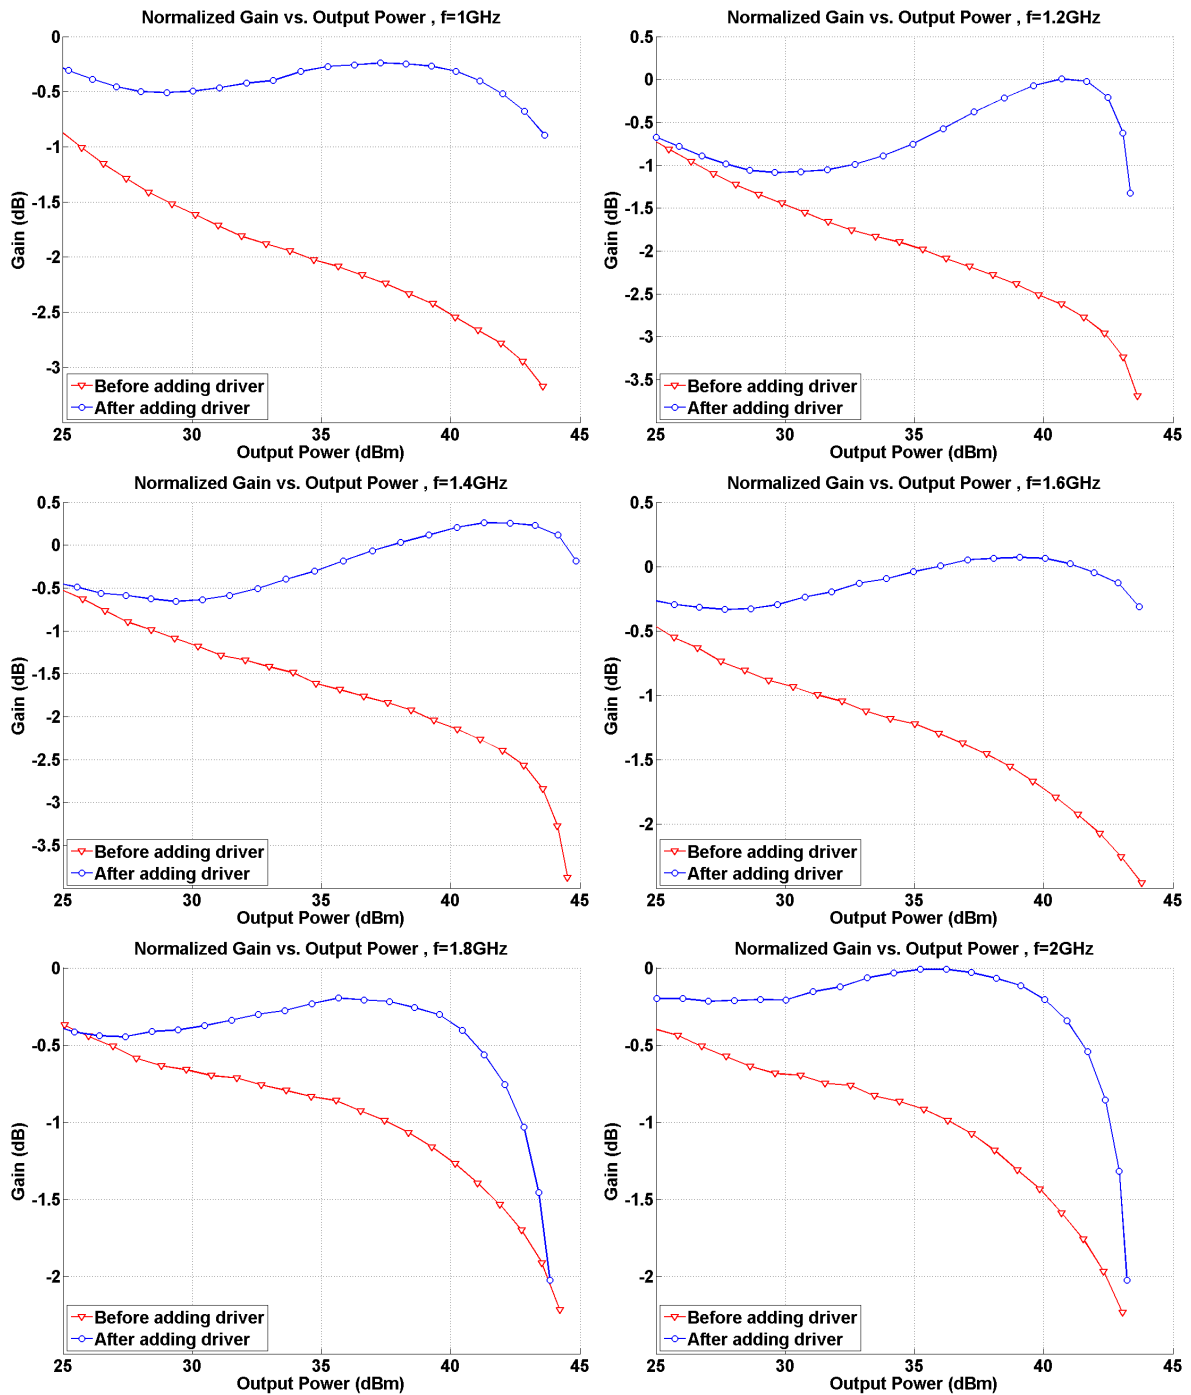 Normalized Gain vs. Output Power , f=1GHz
0
-0.5
-1
-1.5
-2
-2.5
-3
Gain (dB)
Before adding driver
After adding driver
25 30 35 40 45
Output Power (dBm)
Normalized Gain vs. Output Power , f=1.2GHz
0.5
0
-0.5
-1
-1.5
-2
-2.5
-3
-3.5
Gain (dB)
Before adding driver
After adding driver
25 30 35 40 45
Output Power (dBm)
Normalized Gain vs. Output Power , f=1.4GHz
0.5
0
-0.5
-1
-1.5
-2
-2.5
-3
-3.5
Gain (dB)
Before adding driver
After adding driver
25 30 35 40 45
Output Power (dBm)
Normalized Gain vs. Output Power , f=1.6GHz
0
-0.5
-1
-1.5
-2
Gain (dB)
Before adding driver
After adding driver
25 30 35 40 45
Output Power (dBm)
Normalized Gain vs. Output Power , f=1.8GHz
0
-0.5
-1
-1.5
-2
Gain (dB)
Before adding driver
After adding driver
25 30 35 40 45
Output Power (dBm)
Normalized Gain vs. Output Power , f=2GHz
0
-0.5
-1
-1.5
-2
Gain (dB)
Before adding driver
After adding driver
25 30 35 40 45
Output Power (dBm)